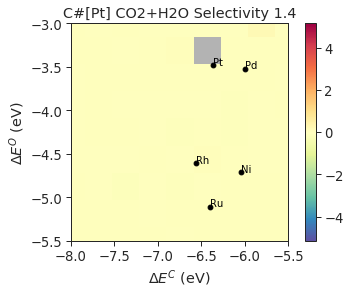 C#[Pt] CO2+H2O Selectivity 1.4
−3.0
−3.5
−4.0
−4.5
−5.0
−5.5
ΔE^O (eV)
Pt
Pd
Rh
Ni
Ru
−8.0 −7.5 −7.0 −6.5 −6.0 −5.5
ΔE^C (eV)
4
2
0
−2
−4